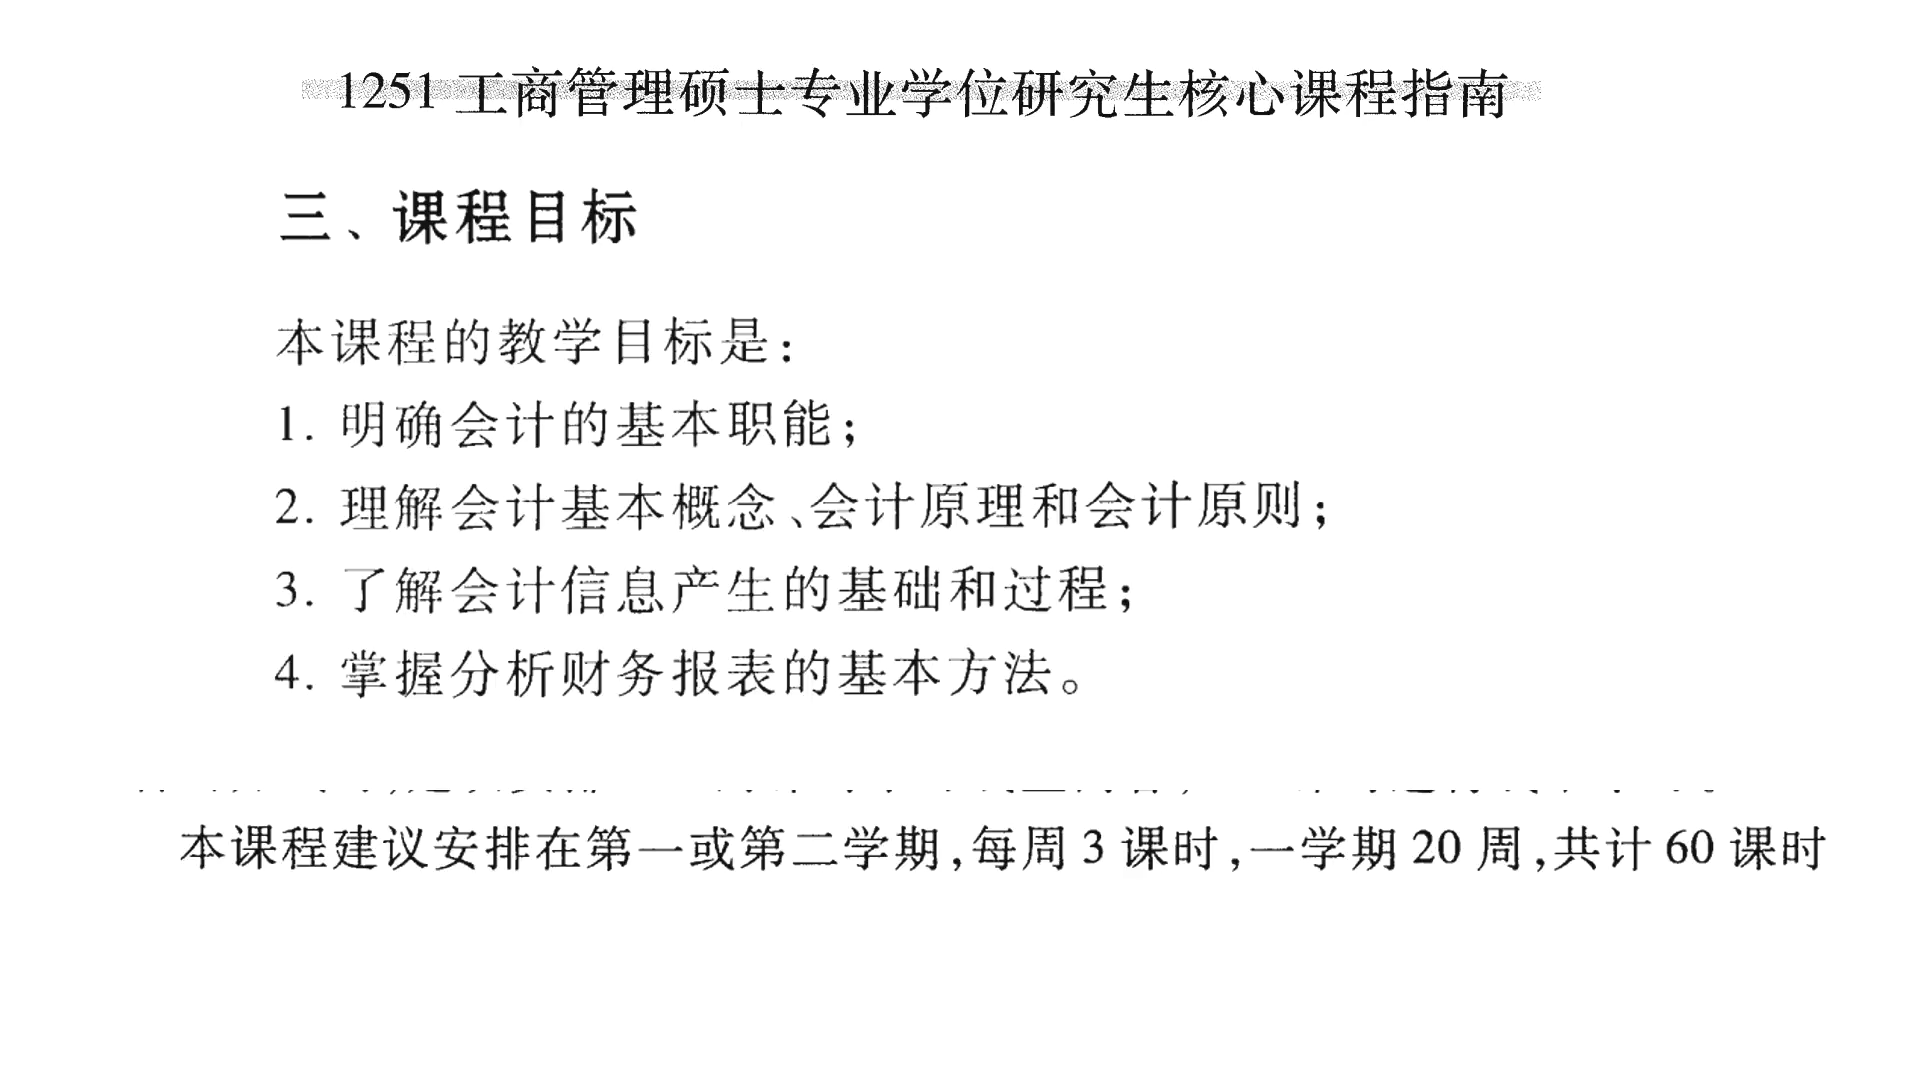 1251 工商管理硕士专业学位研究生核心课程指南
三、课程目标
本课程的教学目标是：
1. 明确会计的基本职能；
2. 理解会计基本概念、会计原理和会计原则；
3. 了解会计信息产生的基础和过程；
4. 掌握分析财务报表的基本方法。
本课程建议安排在第一或第二学期,每周 3 课时,一学期 20 周,共计 60 课时